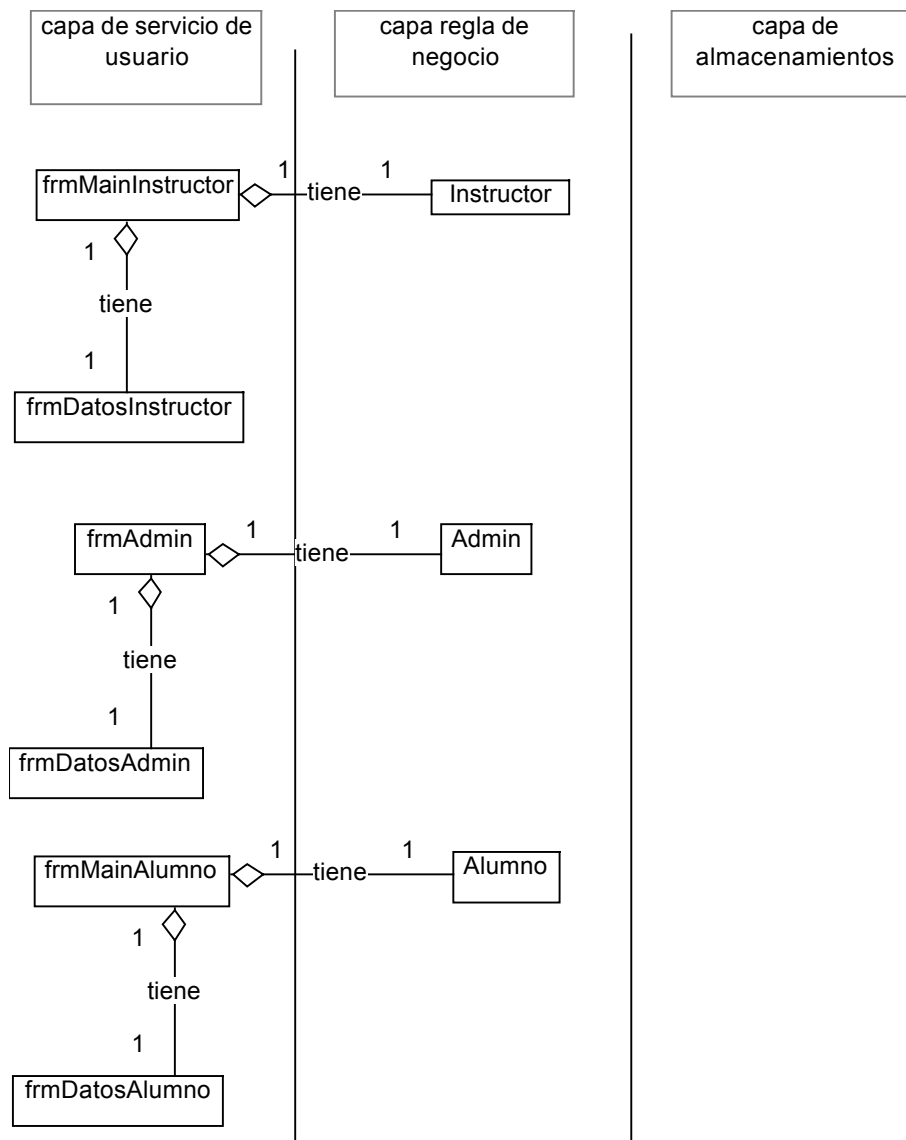 capa de servicio de
usuario
capa regla de
negocio
capa de
almacenamientos
frmMainInstructor
1
tiene
1
Instructor
1
tiene
1
frmDatosInstructor
frmAdmin
1
tiene
1
Admin
1
tiene
1
frmDatosAdmin
frmMainAlumno
1
tiene
1
Alumno
1
tiene
1
frmDatosAlumno